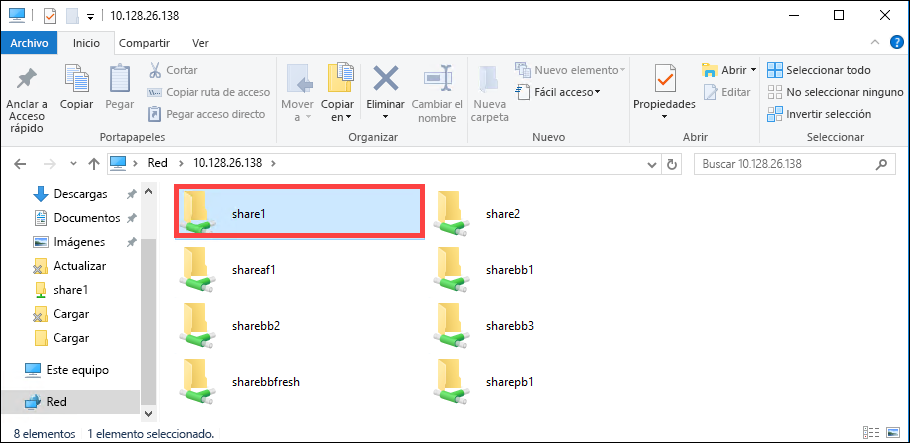 10.128.26.138
Archivo Inicio Compartir Ver
Anclar a Acceso rápido
Copiar
Pegar
Cortar
Copiar ruta de acceso
Pegar acceso directo
Portapapeles
Mover a
Copiar en
Eliminar
Cambiar el nombre
Organizar
Nueva carpeta
Nuevo elemento
Fácil acceso
Nuevo
Propiedades
Abrir
Editar
Abrir
Seleccionar todo
No seleccionar ninguno
Invertir selección
Seleccionar
Red > 10.128.26.138 >
Buscar 10.128.26.138
Descargas
Documentos
Imágenes
Actualizar
share1
Cargar
Cargar
Este equipo
Red
share1 share2
shareaf1 sharebb1
sharebb2 sharebb3
sharebbfresh sharepb1
8 elementos 1 elemento seleccionado.